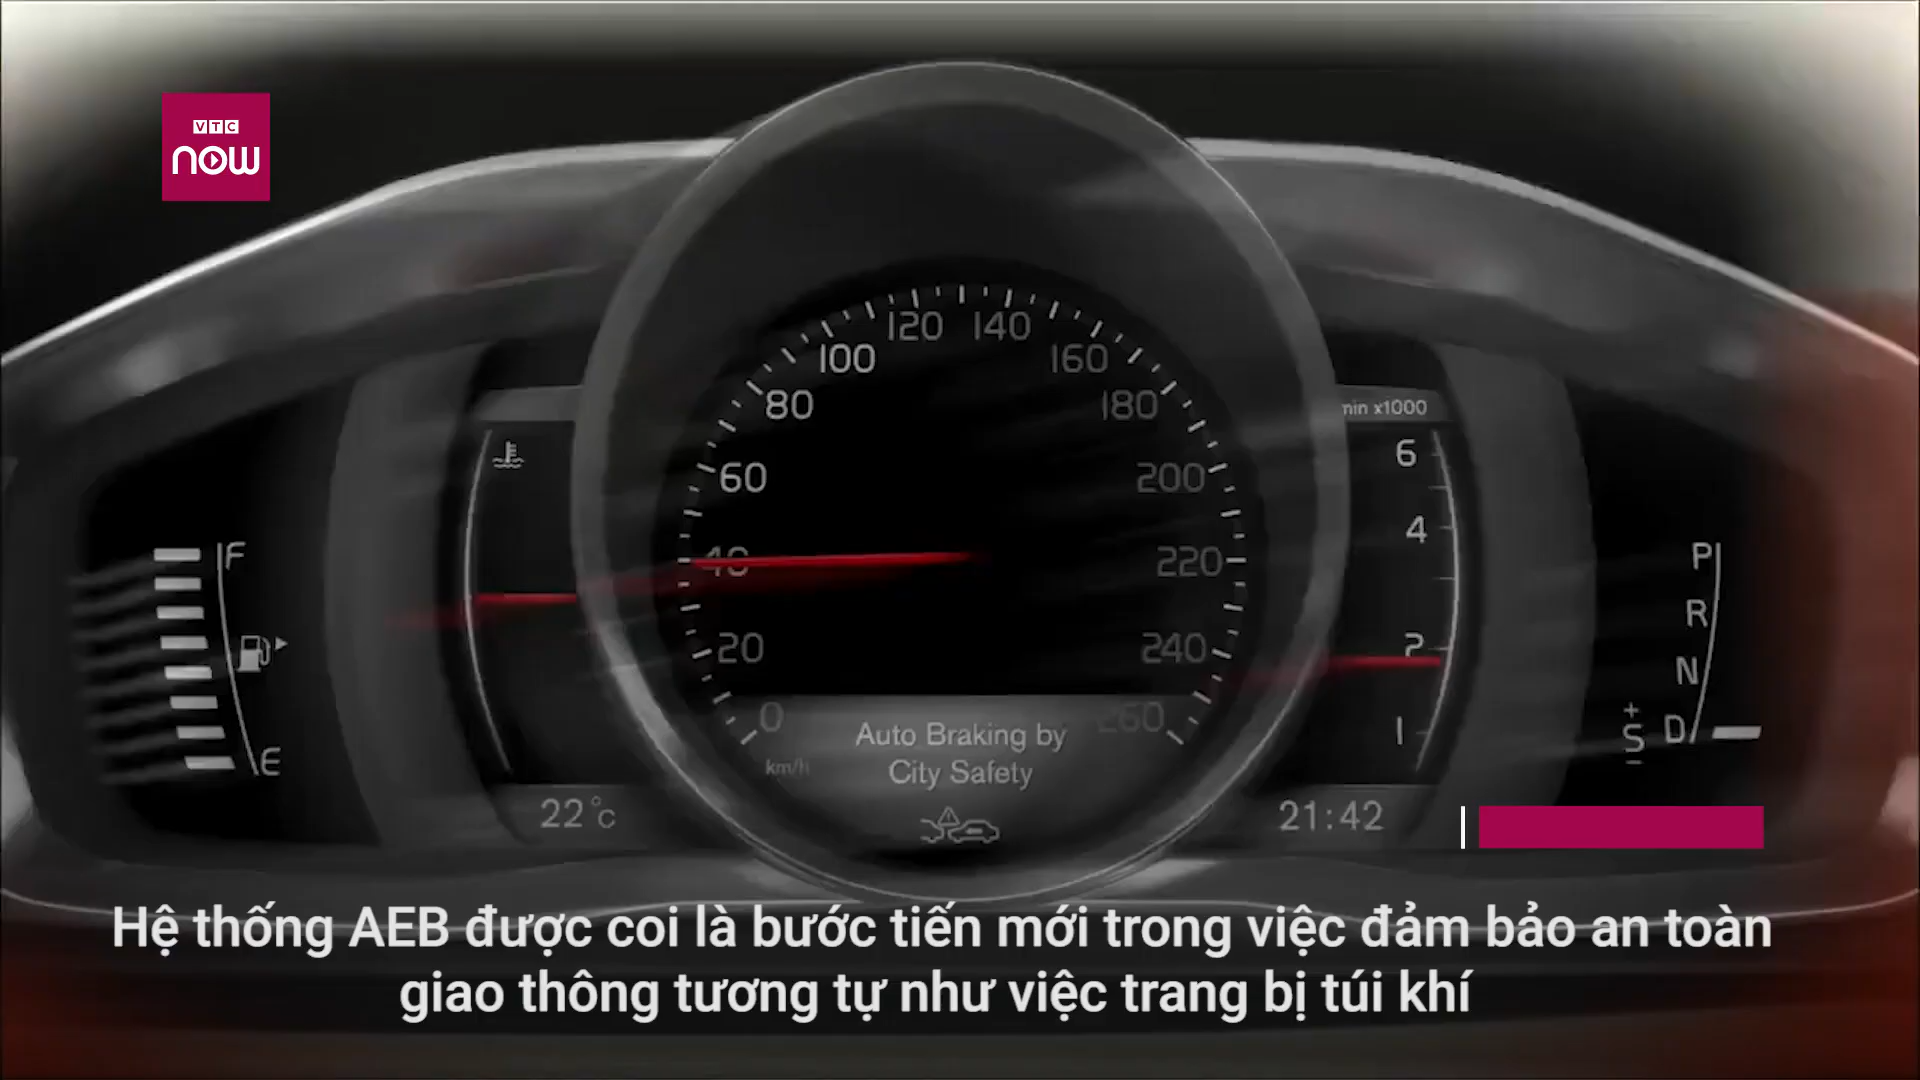 VTC
now
120 140
100 160
80 180
min x1000
60 200
6
4
40 220
F
P
R
20 240
2
N
0 260
+
S
-
D
1
E
Auto Braking by
City Safety
km/h
22°C
21:42
Hệ thống AEB được coi là bước tiến mới trong việc đảm bảo an toàn
giao thông tương tự như việc trang bị túi khí